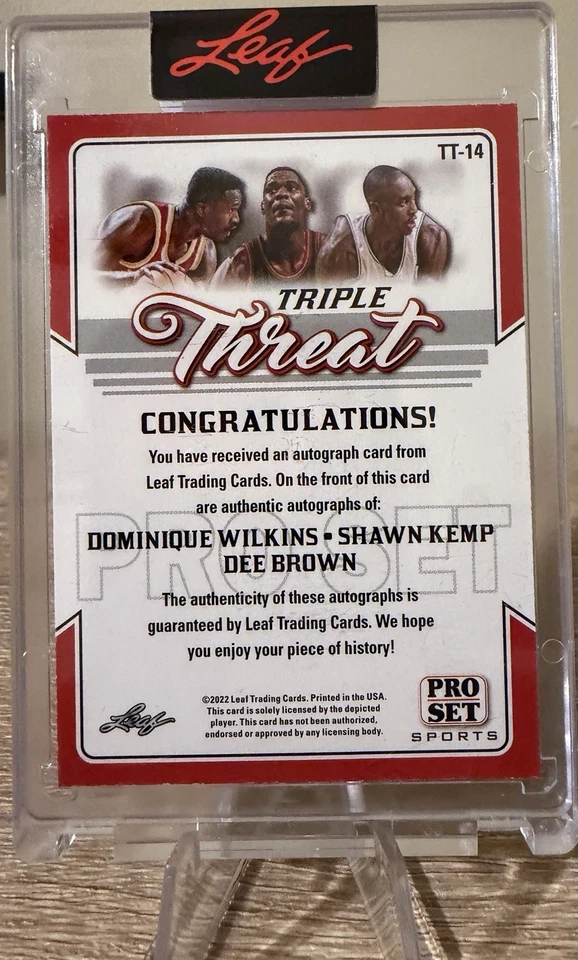 Leaf
TT-14
TRIPLE
Threat
CONGRATULATIONS!
You have received an autograph card from
Leaf Trading Cards. On the front of this card
are authentic autographs of:
PRO SET
DOMINIQUE WILKINS • SHAWN KEMP
DEE BROWN
The authenticity of these autographs is
guaranteed by Leaf Trading Cards. We hope
you enjoy your piece of history!
©2022 Leaf Trading Cards. Printed in the USA.
This card is solely licensed by the depicted
player. This card has not been authorized,
endorsed or approved by any licensing body.
Leaf
PRO
SET
SPORTS